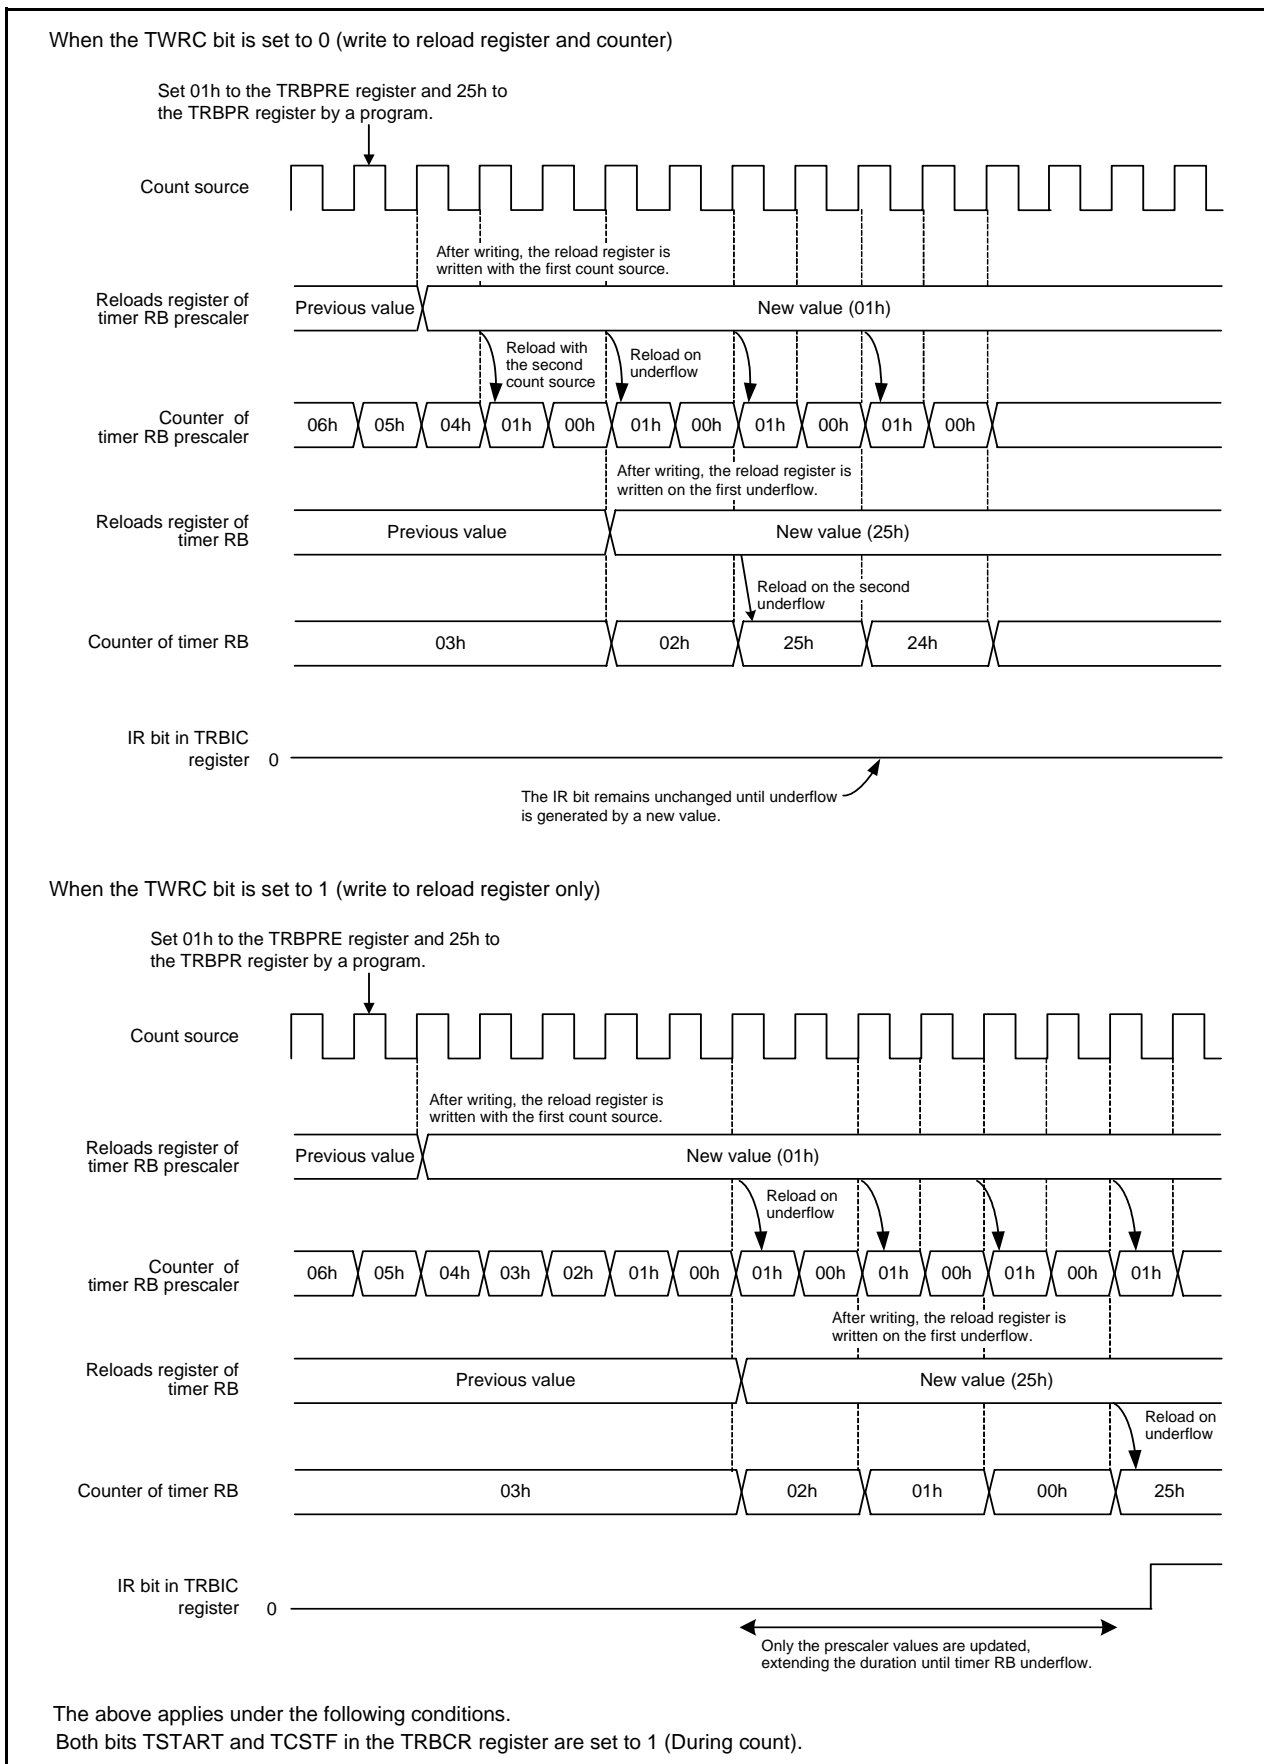 When the TWRC bit is set to 0 (write to reload register and counter)
Set 01h to the TRBPRE register and 25h to
the TRBPR register by a program.
Count source
After writing, the reload register is
written with the first count source.
Reloads register of
timer RB prescaler
Previous value
New value (01h)
Reload with
the second
count source
Reload on
underflow
Counter of
timer RB prescaler
06h 05h 04h 01h 00h 01h 00h 01h 00h 01h 00h
After writing, the reload register is
written on the first underflow.
Reloads register of
timer RB
Previous value
New value (25h)
Reload on the second
underflow
Counter of timer RB
03h 02h 25h 24h
IR bit in TRBIC
register 0
The IR bit remains unchanged until underflow
is generated by a new value.
When the TWRC bit is set to 1 (write to reload register only)
Set 01h to the TRBPRE register and 25h to
the TRBPR register by a program.
Count source
After writing, the reload register is
written with the first count source.
Reloads register of
timer RB prescaler
Previous value
New value (01h)
Reload on
underflow
Counter of
timer RB prescaler
06h 05h 04h 03h 02h 01h 00h 01h 00h 01h 00h 01h 00h 01h
After writing, the reload register is
written on the first underflow.
Reloads register of
timer RB
Previous value
New value (25h)
Reload on
underflow
Counter of timer RB
03h 02h 01h 00h 25h
IR bit in TRBIC
register 0
Only the prescaler values are updated,
extending the duration until timer RB underflow.
The above applies under the following conditions.
Both bits TSTART and TCSTF in the TRBCR register are set to 1 (During count).